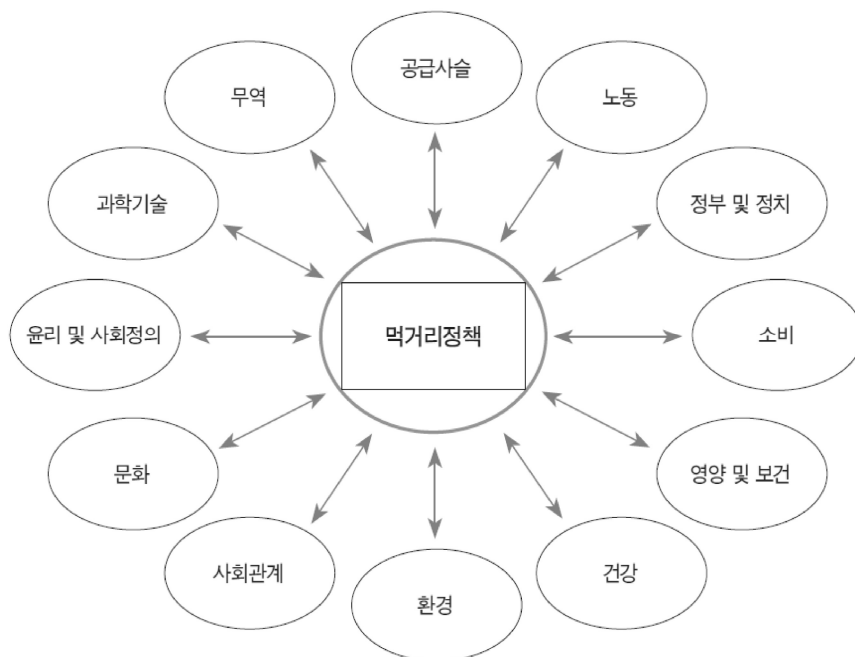 공급사슬
무역
노동
과학기술
정부 및 정치
윤리 및 사회정의
먹거리정책
소비
문화
영양 및 보건
사회관계
건강
환경